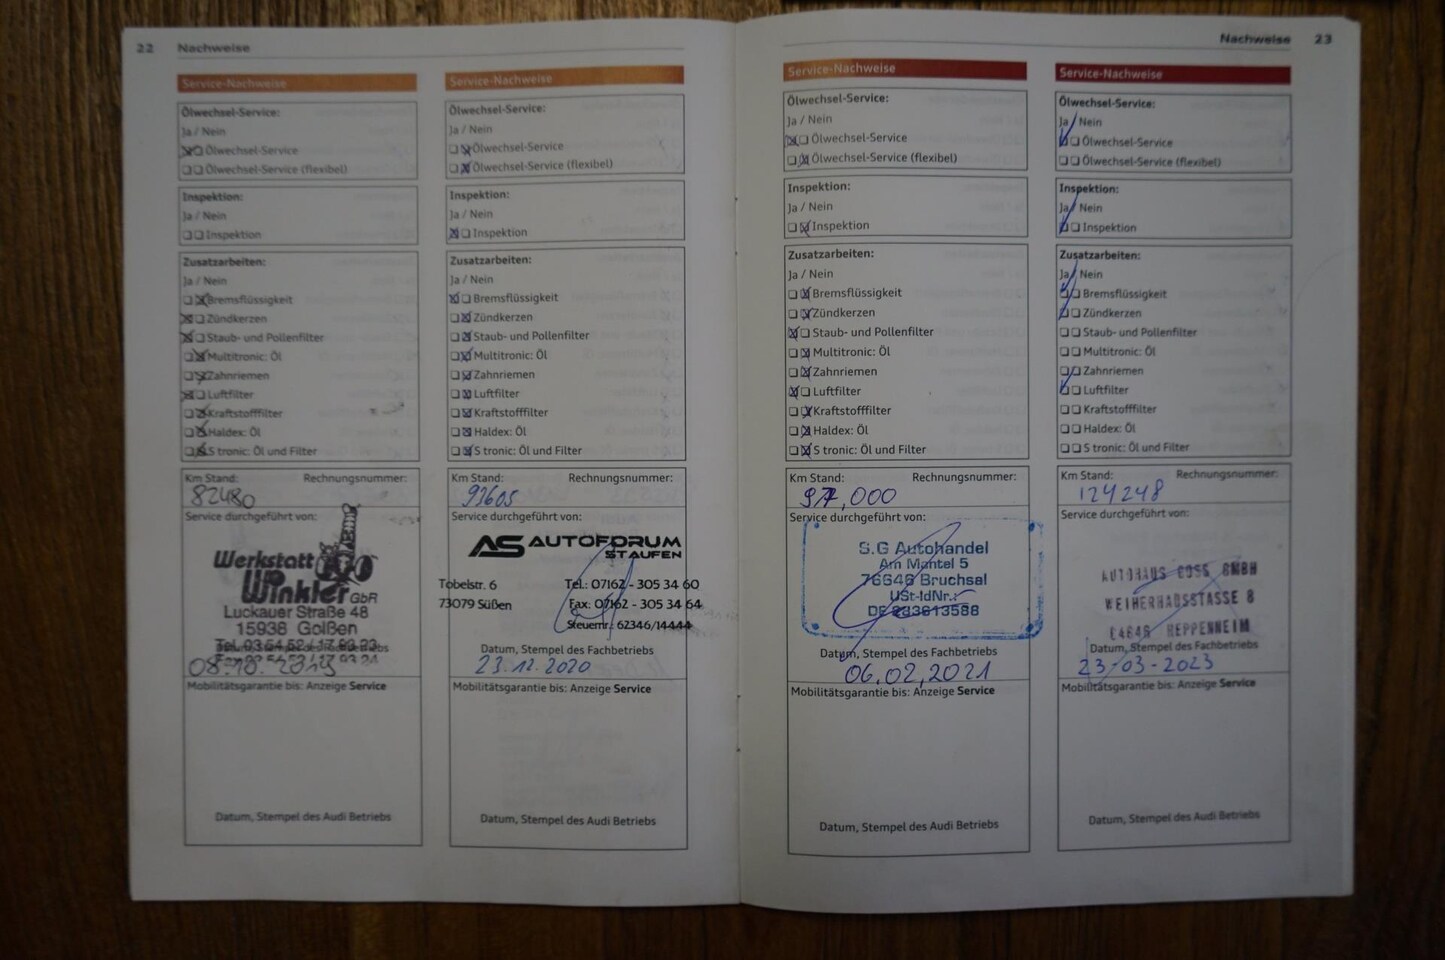 22 Nachweise
Service-Nachweise
Ölwechsel-Service:
Ja / Nein
Ölwechsel-Service
Ölwechsel-Service (flexibel)
Inspektion:
Ja / Nein
Inspektion
Zusatzarbeiten:
Ja / Nein
Bremsflüssigkeit
Zündkerzen
Staub- und Pollenfilter
Multitronic: Öl
Zahnriemen
Luftfilter
Kraftstofffilter
Haldex: Öl
S tronic: Öl und Filter
Km Stand: Rechnungsnummer:
82480
Service durchgeführt von:
Werkstatt
Winkler GbR
Luckauer Straße 48
15938 Golßen
Datum, Stempel des Fachbetriebs
Mobilitätsgarantie bis: Anzeige Service
Datum, Stempel des Audi Betriebs
Service-Nachweise
Ölwechsel-Service:
Ja / Nein
Ölwechsel-Service
Ölwechsel-Service (flexibel)
Inspektion:
Ja / Nein
Inspektion
Zusatzarbeiten:
Ja / Nein
Bremsflüssigkeit
Zündkerzen
Staub- und Pollenfilter
Multitronic: Öl
Zahnriemen
Luftfilter
Kraftstofffilter
Haldex: Öl
S tronic: Öl und Filter
Km Stand: Rechnungsnummer:
93605
Service durchgeführt von:
AS AUTOFORUM
STAUFEN
Tobelstr. 6 Tel.: 07162 - 305 34 60
73079 Süßen Fax: 07162 - 305 34 64
Steuernr.: 62346/14444
Datum, Stempel des Fachbetriebs
23.12.2020
Mobilitätsgarantie bis: Anzeige Service
Datum, Stempel des Audi Betriebs
Nachweise 23
Service-Nachweise
Ölwechsel-Service:
Ja / Nein
Ölwechsel-Service
Ölwechsel-Service (flexibel)
Inspektion:
Ja / Nein
Inspektion
Zusatzarbeiten:
Ja / Nein
Bremsflüssigkeit
Zündkerzen
Staub- und Pollenfilter
Multitronic: Öl
Zahnriemen
Luftfilter
Kraftstofffilter
Haldex: Öl
S tronic: Öl und Filter
Km Stand: Rechnungsnummer:
97,000
Service durchgeführt von:
S.G Autohandel
Am Mantel 5
76646 Bruchsal
USt-IdNr.:
DE 233613588
Datum, Stempel des Fachbetriebs
06.02.2021
Mobilitätsgarantie bis: Anzeige Service
Datum, Stempel des Audi Betriebs
Service-Nachweise
Ölwechsel-Service:
Ja / Nein
Ölwechsel-Service
Ölwechsel-Service (flexibel)
Inspektion:
Ja / Nein
Inspektion
Zusatzarbeiten:
Ja / Nein
Bremsflüssigkeit
Zündkerzen
Staub- und Pollenfilter
Multitronic: Öl
Zahnriemen
Luftfilter
Kraftstofffilter
Haldex: Öl
S tronic: Öl und Filter
Km Stand: Rechnungsnummer:
124248
Service durchgeführt von:
AUTOHAUS COSS GMBH
WEIHERHAUSSTASSE 8
64646 HEPPENHEIM
Datum, Stempel des Fachbetriebs
23-03-2023
Mobilitätsgarantie bis: Anzeige Service
Datum, Stempel des Audi Betriebs